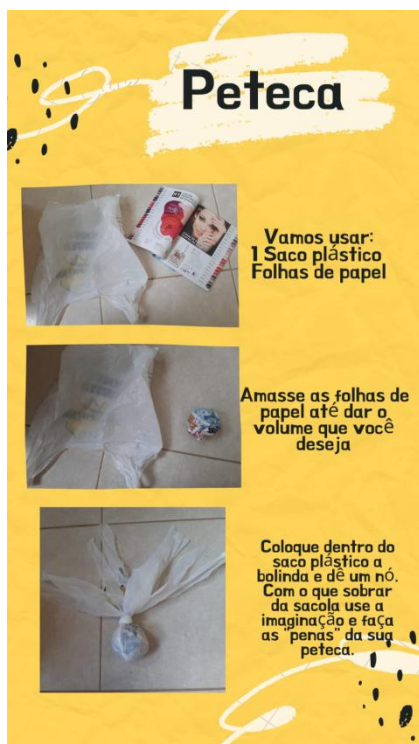 Peteca
Vamos usar:
1 Saco plástico
Folhas de papel
Amasse as folhas de
papel até dar o
volume que você
deseja
Coloque dentro do
saco plástico a
bolinda e dê um nó.
Com o que sobrar
da sacola use a
imaginação e faça
as "penas" da sua
peteca.